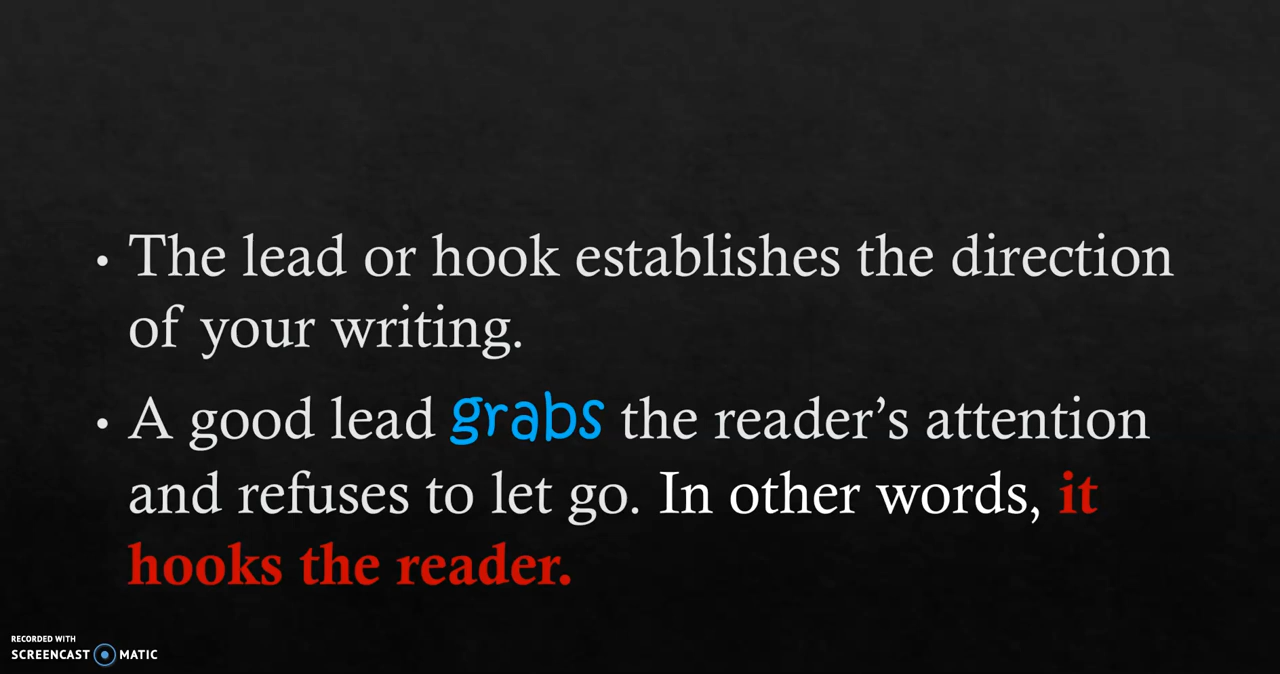 • The lead or hook establishes the direction
of your writing.
• A good lead grabs the reader’s attention
and refuses to let go. In other words, it
hooks the reader.
RECORDED WITH
SCREENCAST MATIC